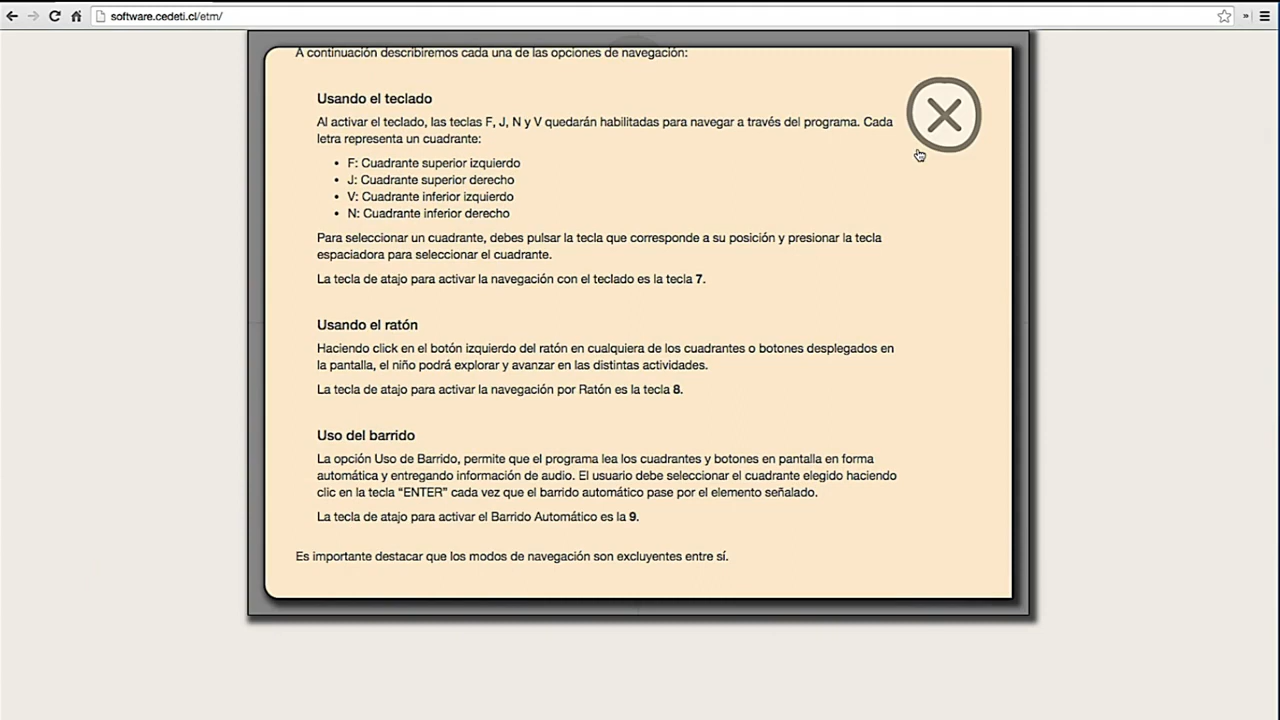 software.cedeti.cl/etm/
A continuación describiremos cada una de las opciones de navegación:
Usando el teclado
Al activar el teclado, las teclas F, J, N y V quedarán habilitadas para navegar a través del programa. Cada
letra representa un cuadrante:
• F: Cuadrante superior izquierdo
• J: Cuadrante superior derecho
• V: Cuadrante inferior izquierdo
• N: Cuadrante inferior derecho
Para seleccionar un cuadrante, debes pulsar la tecla que corresponde a su posición y presionar la tecla
espaciadora para seleccionar el cuadrante.
La tecla de atajo para activar la navegación con el teclado es la tecla 7.
Usando el ratón
Haciendo click en el botón izquierdo del ratón en cualquiera de los cuadrantes o botones desplegados en
la pantalla, el niño podrá explorar y avanzar en las distintas actividades.
La tecla de atajo para activar la navegación por Ratón es la tecla 8.
Uso del barrido
La opción Uso de Barrido, permite que el programa lea los cuadrantes y botones en pantalla en forma
automática y entregando información de audio. El usuario debe seleccionar el cuadrante elegido haciendo
clic en la tecla “ENTER” cada vez que el barrido automático pase por el elemento señalado.
La tecla de atajo para activar el Barrido Automático es la 9.
Es importante destacar que los modos de navegación son excluyentes entre sí.